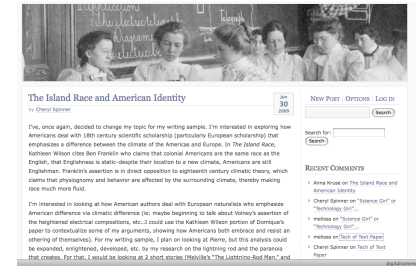 Telegraph
The Island Race and American Identity
by Cheryl Spinner
Jan
30
2009
I've, once again, decided to change my topic for my writing sample. I'm interested in exploring how
Americans deal with 18th century scientific scholarship (particularly European scholarship) that
emphasizes a difference between the climate of the Americas and Europe. In The Island Race,
Kathleen Wilson cites Ben Franklin who claims that colonial Americans are the same race as the
English, that Englishness is static-despite their location to a new climate, Americans are still
Englishman. Franklin's assertion is in direct opposition to eighteenth century climatic theory, which
claims that physiognomy and behavior are affected by the surrounding climate, thereby making
race much more fluid.
I'm interested in looking at how American authors deal with European naturalists who emphasize
American difference via climatic difference (ie: maybe beginning to talk about Volney's assertion of
the heightened electrical compositions, etc...I could use the Kathleen Wilson portion of Dornique's
paper to contextualize some of my arguments, showing how Americans both embrace and resist an
othering of themselves). For my writing sample, I plan on looking at Pierre, but this analysis could
be expanded, enlongated, developed, etc. by my research on the lightning rod and the paranoia
that creates. For that, I would be looking at 2 short stories (Melville's "The Lightning-Rod Man," and
New Post | Options | Log in
Search
Search for:
Search
Recent Comments
Anna Kruse on The Island Race
and American Identity
Cheryl Spinner on "Science Girl" or
"Technology Girl"...
melissa on "Science Girl" or
"Technology Girl"...
melissa on Tech of Text Paper
Cheryl Spinner on Tech of Text
Paper